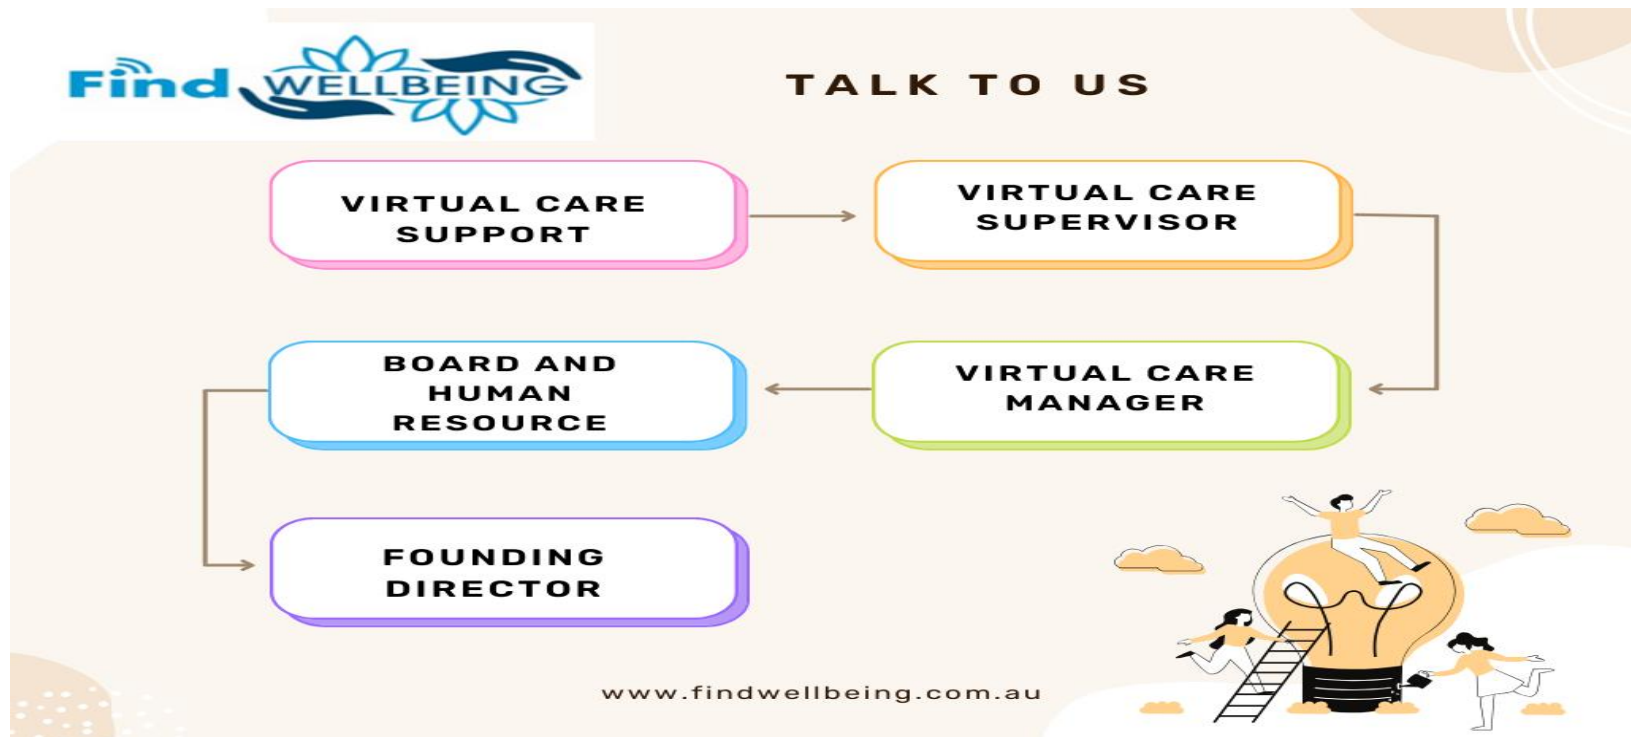 Find WELLBEING
TALK TO US
VIRTUAL CARE
SUPPORT
VIRTUAL CARE
SUPERVISOR
BOARD AND
HUMAN
RESOURCE
VIRTUAL CARE
MANAGER
FOUNDING
DIRECTOR
www.findwellbeing.com.au